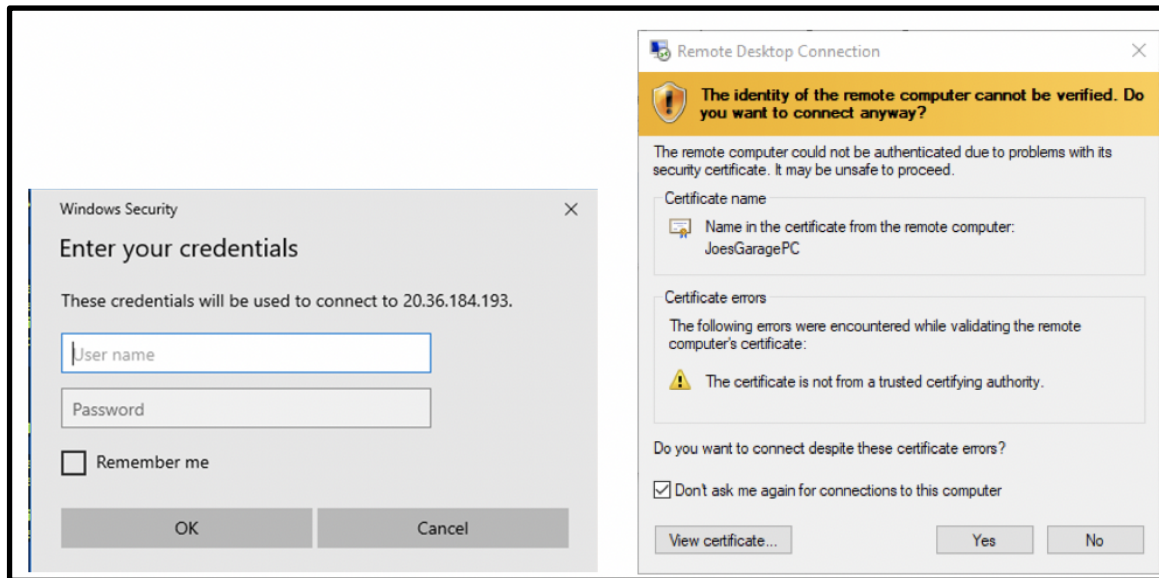 Windows Security
Enter your credentials
These credentials will be used to connect to 20.36.184.193.
User name
Password
Remember me
OK
Cancel
Remote Desktop Connection
The identity of the remote computer cannot be verified. Do
you want to connect anyway?
The remote computer could not be authenticated due to problems with its
security certificate. It may be unsafe to proceed.
Certificate name
Name in the certificate from the remote computer:
JoesGaragePC
Certificate errors
The following errors were encountered while validating the remote
computer's certificate:
The certificate is not from a trusted certifying authority.
Do you want to connect despite these certificate errors?
Don't ask me again for connections to this computer
View certificate...
Yes
No